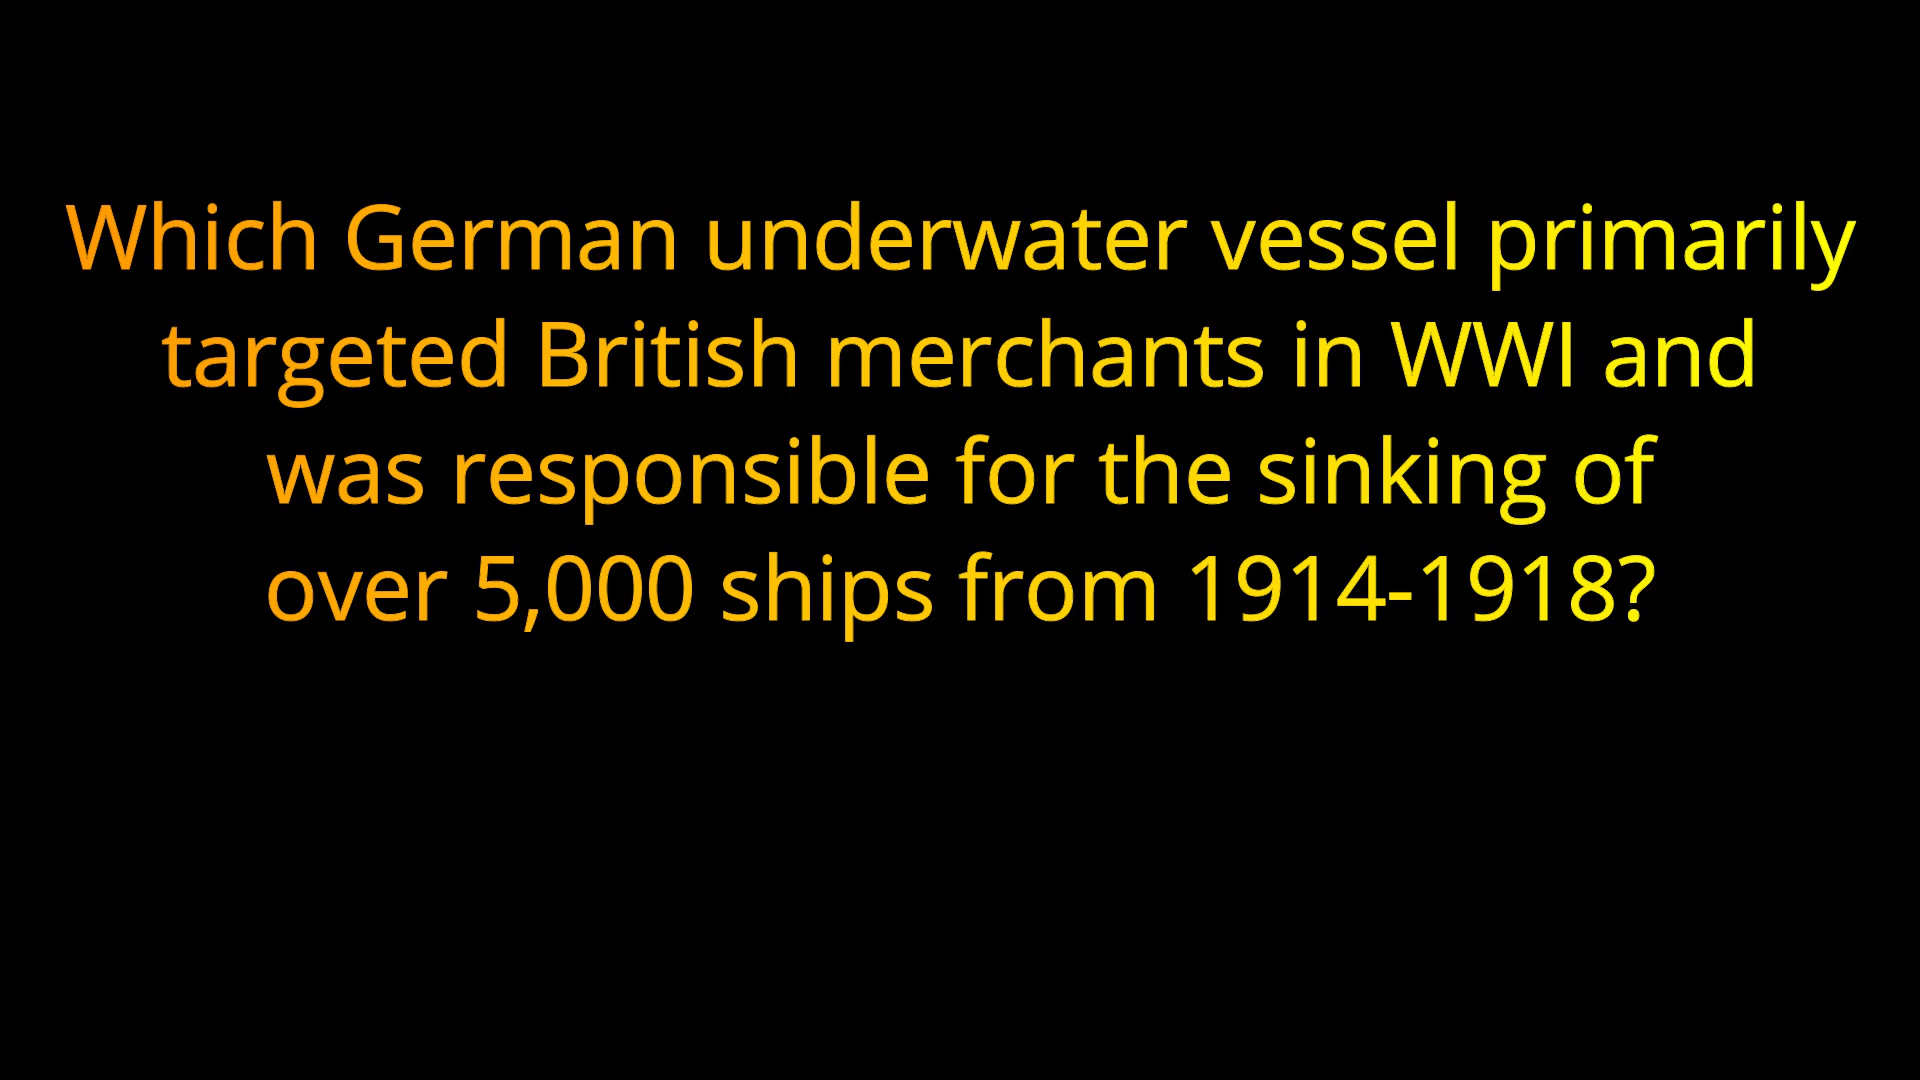 Which German underwater vessel primarily
targeted British merchants in WWI and
was responsible for the sinking of
over 5,000 ships from 1914-1918?